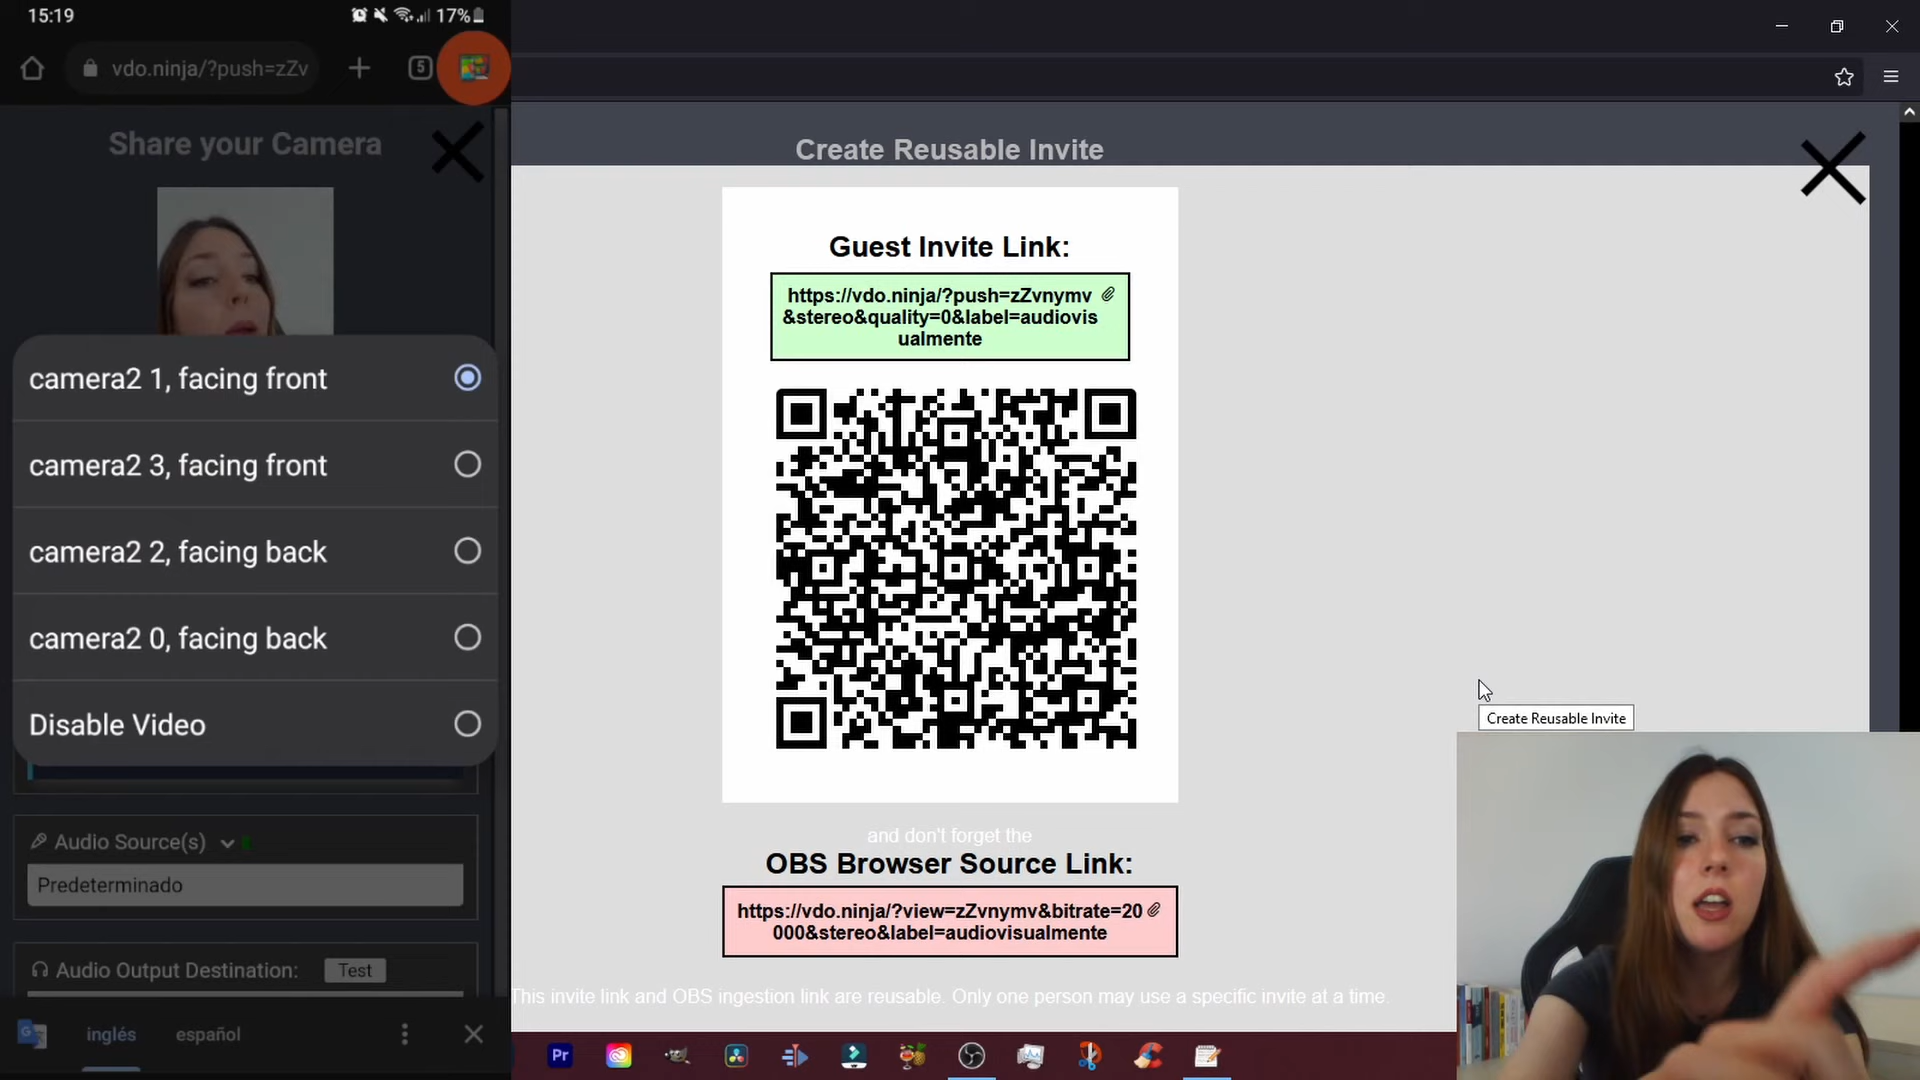 15:19
17%
vdo.ninja/?push=zZv
5
Share your Camera
camera2 1, facing front
camera2 3, facing front
camera2 2, facing back
camera2 0, facing back
Disable Video
Audio Source(s)
Predeterminado
Audio Output Destination:
Test
inglés
español
Create Reusable Invite
Guest Invite Link:
https://vdo.ninja/?push=zZvnymv
&stereo&quality=0&label=audiovis
ualmente
and don't forget the
OBS Browser Source Link:
https://vdo.ninja/?view=zZvnymv&bitrate=20
000&stereo&label=audiovisualmente
This invite link and OBS ingestion link are reusable. Only one person may use a specific invite at a time.
Create Reusable Invite
Pr